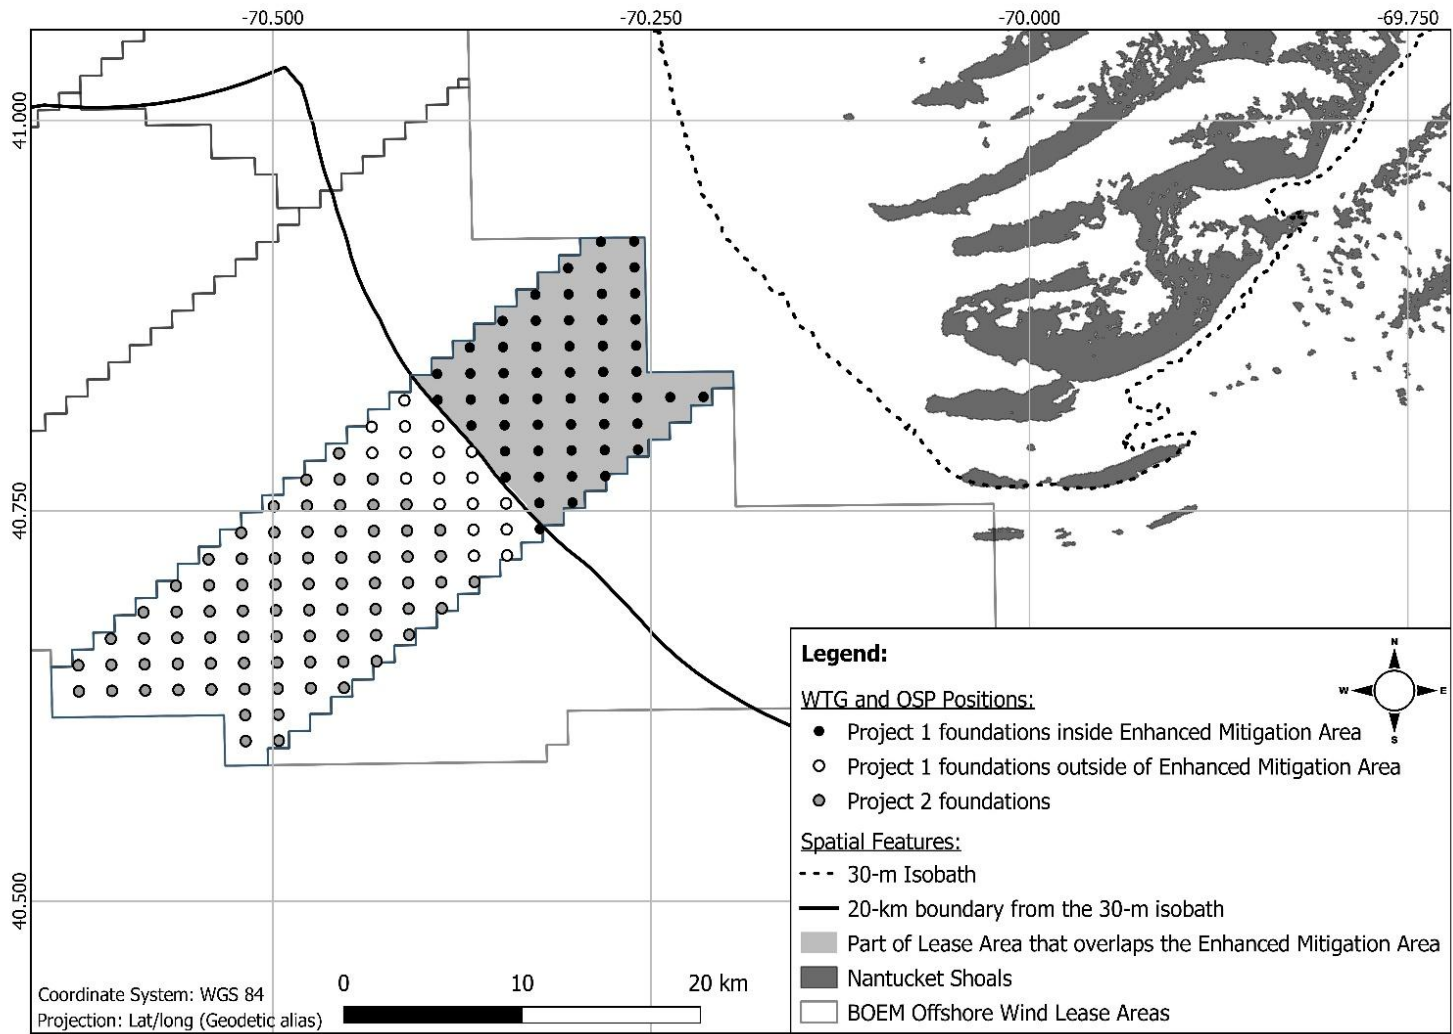 -70.500 -70.250 -70.000 -69.750
41.000
40.750
40.500
Legend:
WTG and OSP Positions:
Project 1 foundations inside Enhanced Mitigation Area
Project 1 foundations outside of Enhanced Mitigation Area
Project 2 foundations
Spatial Features:
30-m Isobath
20-km boundary from the 30-m isobath
Part of Lease Area that overlaps the Enhanced Mitigation Area
Nantucket Shoals
BOEM Offshore Wind Lease Areas
N
W E
S
0 10 20 km
Coordinate System: WGS 84
Projection: Lat/long (Geodetic alias)